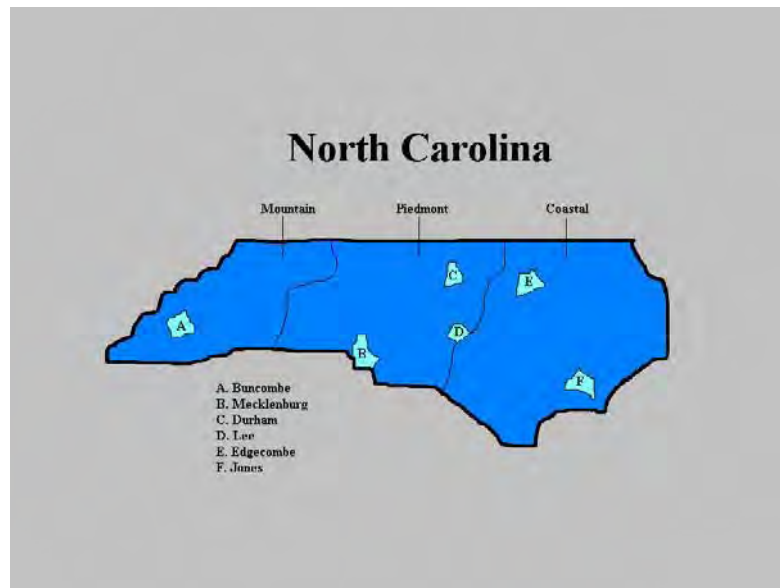 North Carolina
Mountain Piedmont Coastal
C
E
A
D
B
F
A. Buncombe
B. Mecklenburg
C. Durham
D. Lee
E. Edgecombe
F. Jones